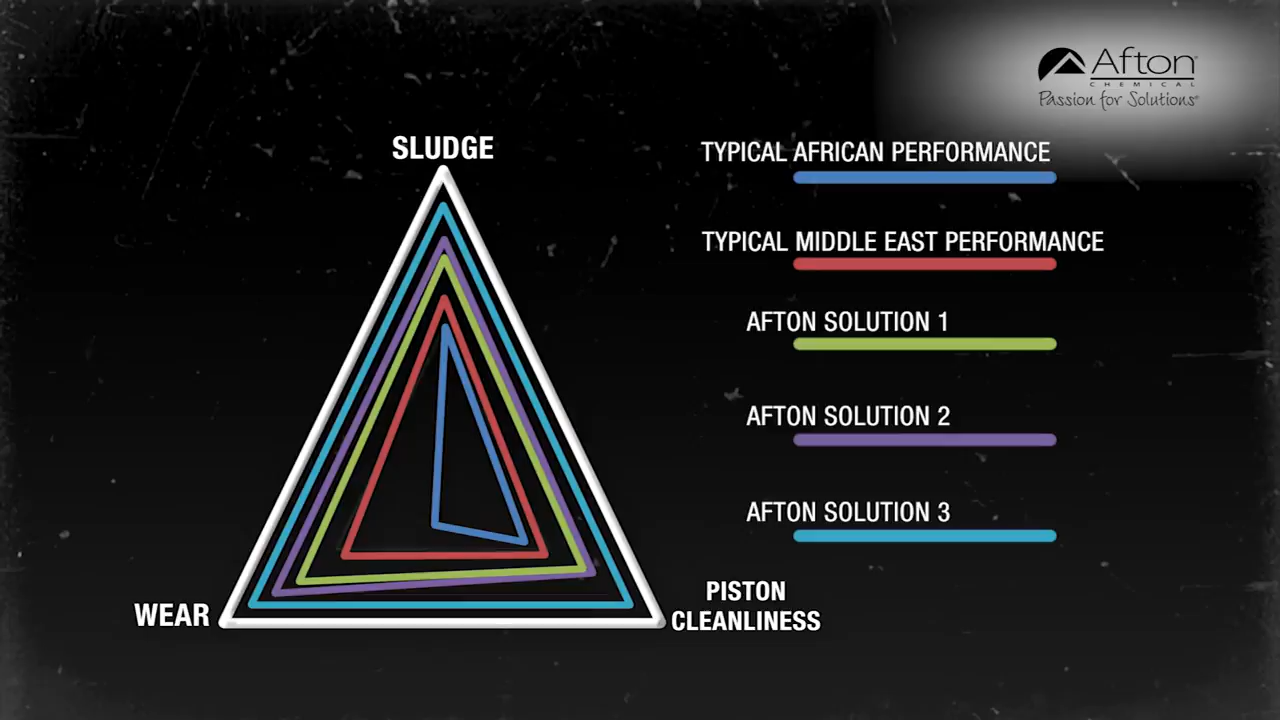 Afton
CHEMICAL
Passion for Solutions®
SLUDGE
TYPICAL AFRICAN PERFORMANCE
TYPICAL MIDDLE EAST PERFORMANCE
AFTON SOLUTION 1
AFTON SOLUTION 2
AFTON SOLUTION 3
WEAR
PISTON
CLEANLINESS